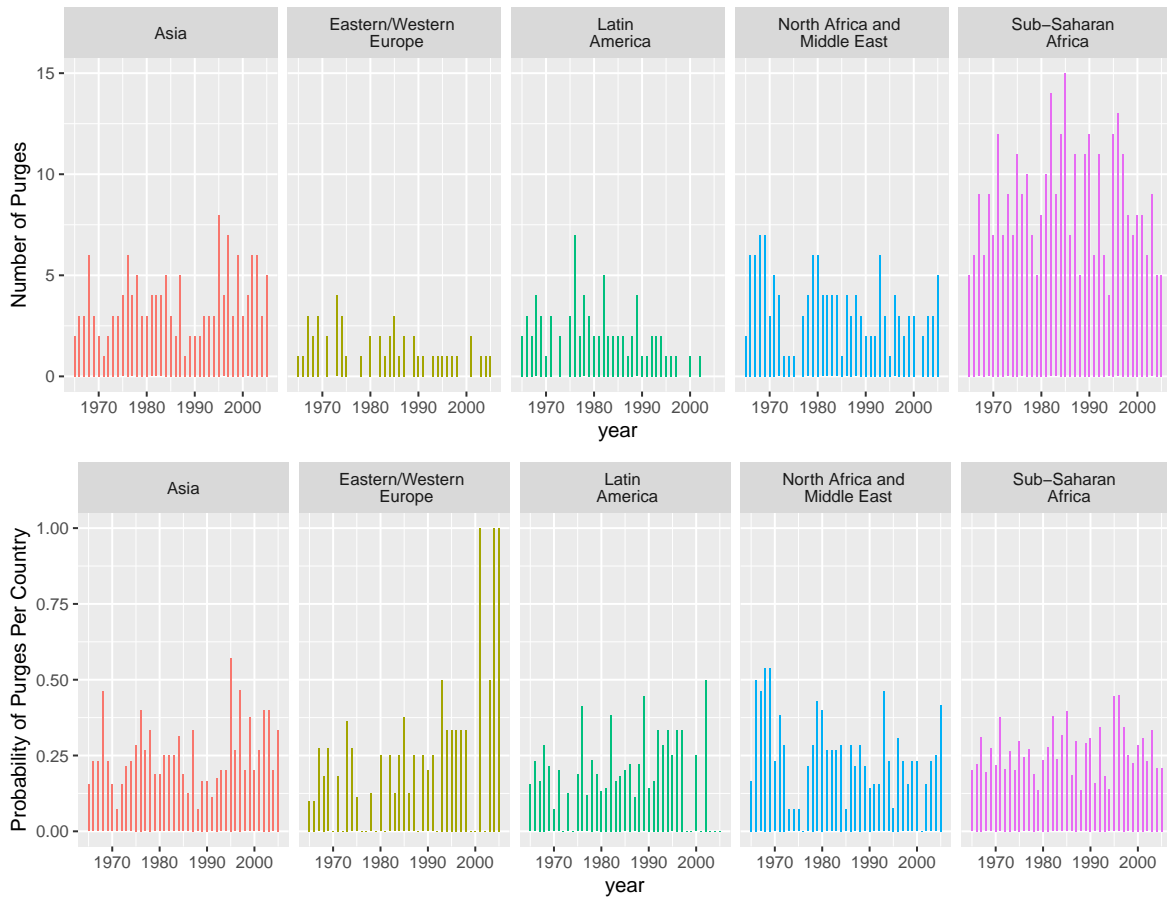 Asia
Eastern/Western
Europe
Latin
America
North Africa and
Middle East
Sub−Saharan
Africa
15
10
5
0
Number of Purges
1970 1980 1990 2000
1970 1980 1990 2000
1970 1980 1990 2000
1970 1980 1990 2000
1970 1980 1990 2000
year
Asia
Eastern/Western
Europe
Latin
America
North Africa and
Middle East
Sub−Saharan
Africa
1.00
0.75
0.50
0.25
0.00
Probability of Purges Per Country
1970 1980 1990 2000
1970 1980 1990 2000
1970 1980 1990 2000
1970 1980 1990 2000
1970 1980 1990 2000
year